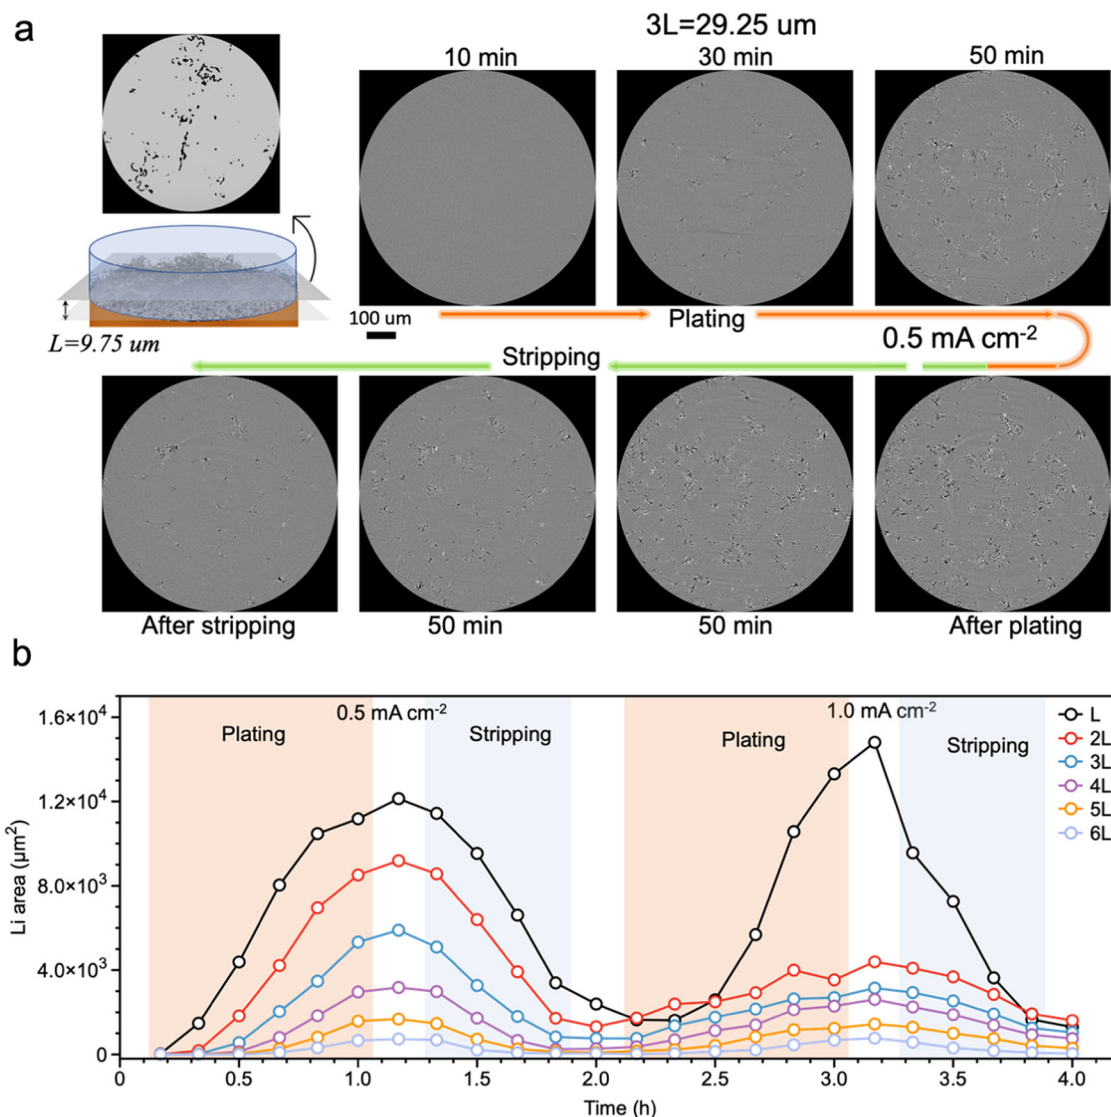 a
3L=29.25 um
10 min
30 min
50 min
L=9.75 um
100 um
Plating
0.5 mA cm-2
Stripping
After stripping
50 min
50 min
After plating
b
Li area (µm²)
1.6×10⁴
1.2×10⁴
8.0×10³
4.0×10³
0
0.5 mA cm-2
Plating
Stripping
1.0 mA cm-2
Plating
Stripping
L
2L
3L
4L
5L
6L
0 0.5 1.0 1.5 2.0 2.5 3.0 3.5 4.0
Time (h)